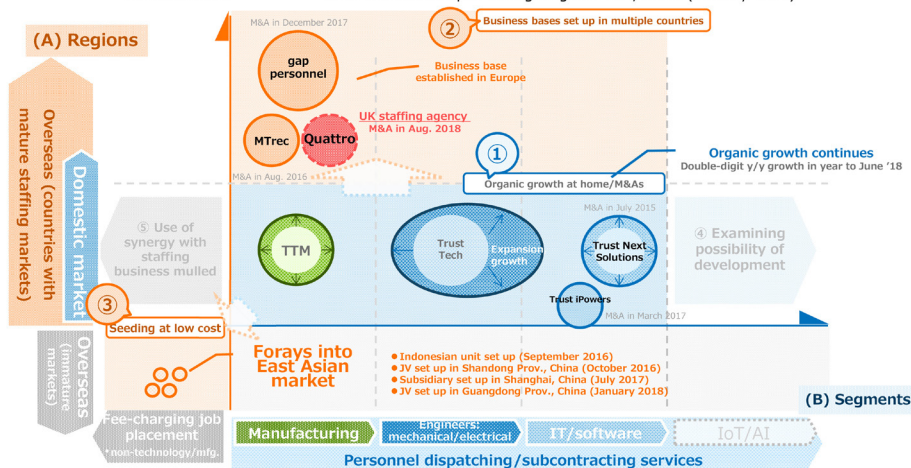 M&A in December 2017
② Business bases set up in multiple countries
(A) Regions
gap
personnel
Business base
established in Europe
Overseas (countries with
mature staffing markets)
Domestic market
UK staffing agency
M&A in Aug. 2018
MTrec
Quattro
①
Organic growth continues
Double-digit y/y growth in year to June ’18
M&A in Aug. 2016
Organic growth at home/M&As
⑤ Use of
synergy with
staffing
business mulled
M&A in July 2015
④ Examining
possibility of
development
TTM
Trust
Tech
Expansion
growth
Trust Next
Solutions
Trust iPowers
M&A in March 2017
③
Seeding at low cost
Overseas
(immature
markets)
Forays into
East Asian
market
● Indonesian unit set up (September 2016)
● JV set up in Shandong Prov., China (October 2016)
● Subsidiary set up in Shanghai, China (July 2017)
● JV set up in Guangdong Prov., China (January 2018)
(B) Segments
Fee-charging job
placement
*non-technology/mfg.
Manufacturing
Engineers:
mechanical/electrical
IT/software
IoT/AI
Personnel dispatching/subcontracting services